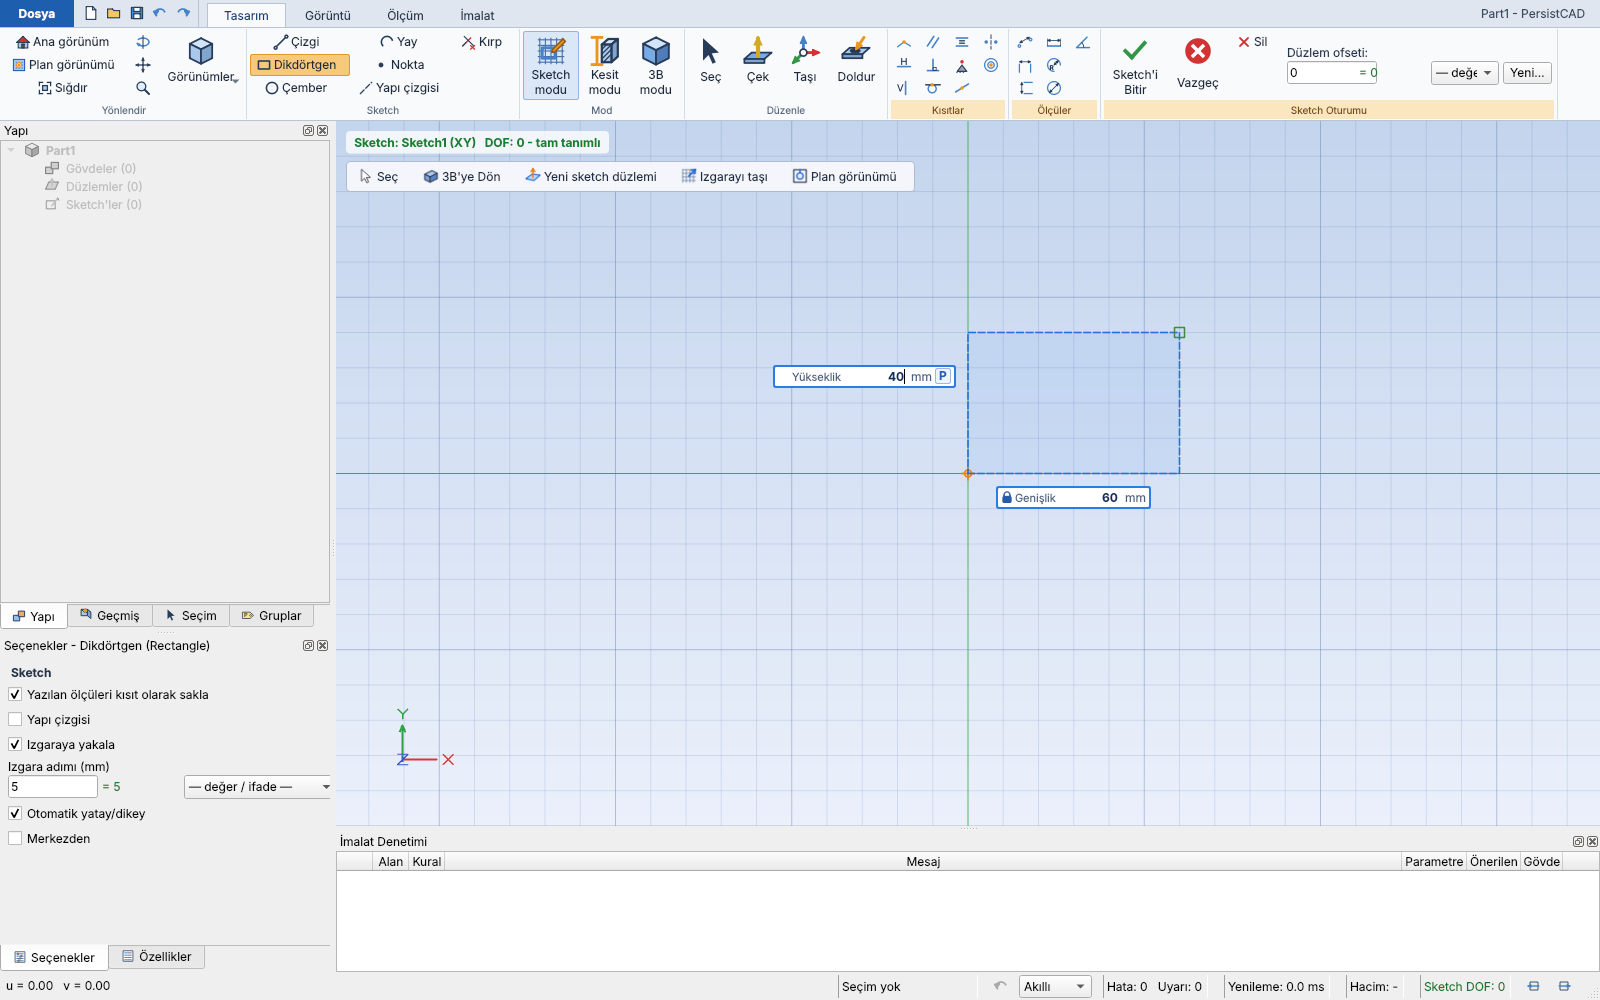 Dosya
Tasarım
Görüntü
Ölçüm
İmalat
Part1 - PersistCAD
Ana görünüm
Plan görünümü
Sığdır
Görünümler
Yönlendir
Çizgi
Dikdörtgen
Çember
Yay
Nokta
Yapı çizgisi
Kırp
Sketch
Sketch modu
Kesit modu
3B modu
Mod
Seç
Çek
Taşı
Doldur
Düzenle
Kısıtlar
Ölçüler
Sketch'i Bitir
Vazgeç
Sil
Düzlem ofseti:
0 = 0
— değe
Yeni...
Sketch Oturumu
Yapı
Part1
Gövdeler (0)
Düzlemler (0)
Sketch'ler (0)
Sketch: Sketch1 (XY) DOF: 0 - tam tanımlı
Seç
3B'ye Dön
Yeni sketch düzlemi
Izgarayı taşı
Plan görünümü
Yükseklik 40 mm P
Genişlik 60 mm
Y
Z
X
Yapı
Geçmiş
Seçim
Gruplar
Seçenekler - Dikdörtgen (Rectangle)
Sketch
Yazılan ölçüleri kısıt olarak sakla
Yapı çizgisi
Izgaraya yakala
Izgara adımı (mm)
5 = 5 — değer / ifade —
Otomatik yatay/dikey
Merkezden
Seçenekler
Özellikler
İmalat Denetimi
Alan Kural Mesaj Parametre Önerilen Gövde
u = 0.00 v = 0.00
Seçim yok
Akıllı
Hata: 0 Uyarı: 0
Yenileme: 0.0 ms
Hacim: -
Sketch DOF: 0